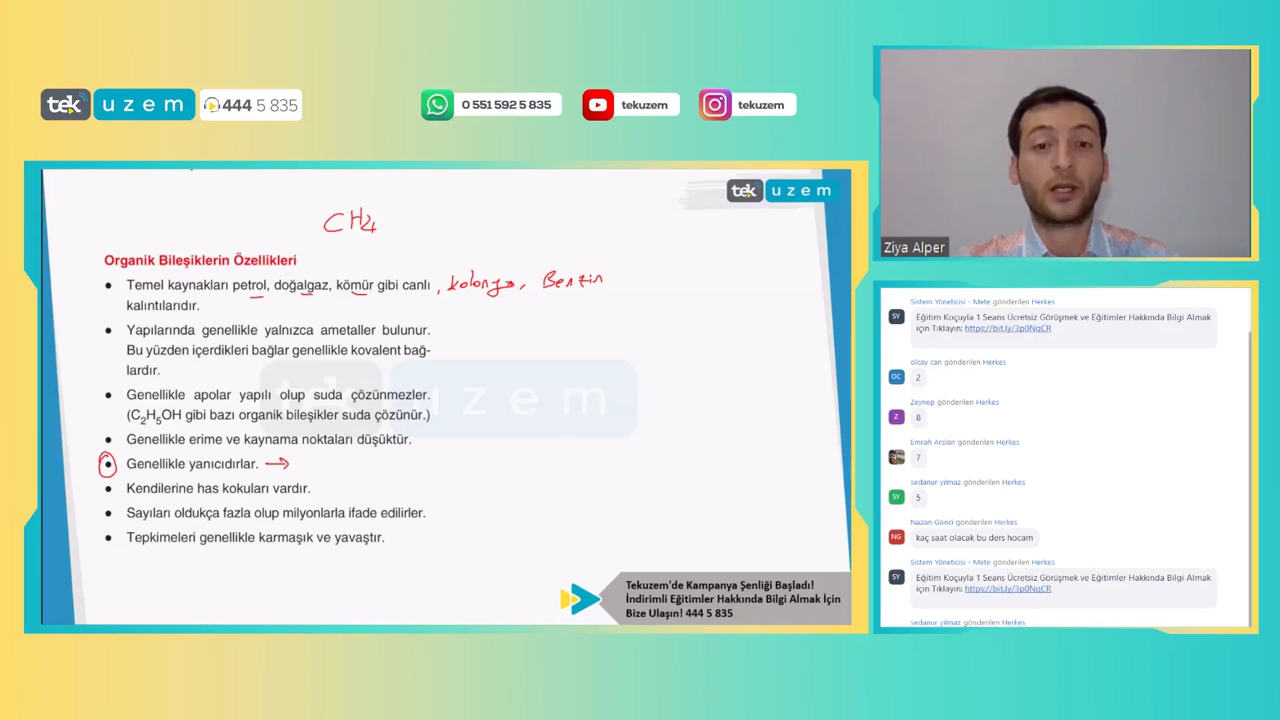 tek uzem 444 5 835
0 551 592 5 835
tekuzem
tekuzem
Ziya Alper
tek uzem
CH4
Organik Bileşiklerin Özellikleri
• Temel kaynakları petrol, doğalgaz, kömür gibi canlı , kolonya, Benzin
kalıntılarıdır.
• Yapılarında genellikle yalnızca ametaller bulunur.
Bu yüzden içerdikleri bağlar genellikle kovalent bağ-
lardır.
• Genellikle apolar yapılı olup suda çözünmezler.
(C2H5OH gibi bazı organik bileşikler suda çözünür.)
• Genellikle erime ve kaynama noktaları düşüktür.
• Genellikle yanıcıdırlar. →
• Kendilerine has kokuları vardır.
• Sayıları oldukça fazla olup milyonlarla ifade edilirler.
• Tepkimeleri genellikle karmaşık ve yavaştır.
tek uzem
Tekuzem'de Kampanya Şenliği Başladı!
İndirimli Eğitimler Hakkında Bilgi Almak İçin
Bize Ulaşın! 444 5 835
Sistem Yöneticisi - Mete gönderilen Herkes
SY Eğitim Koçuyla 1 Seans Ücretsiz Görüşmek ve Eğitimler Hakkında Bilgi Almak
için Tıklayın: https://bit.ly/3p0NqCR
olcay can gönderilen Herkes
OC 2
Zeynep gönderilen Herkes
Z 8
Emrah Arslan gönderilen Herkes
7
sedanur yılmaz gönderilen Herkes
SY 5
Nazan Gönci gönderilen Herkes
NG kaç saat olacak bu ders hocam
Sistem Yöneticisi - Mete gönderilen Herkes
SY Eğitim Koçuyla 1 Seans Ücretsiz Görüşmek ve Eğitimler Hakkında Bilgi Almak
için Tıklayın: https://bit.ly/3p0NqCR
sedanur yılmaz gönderilen Herkes